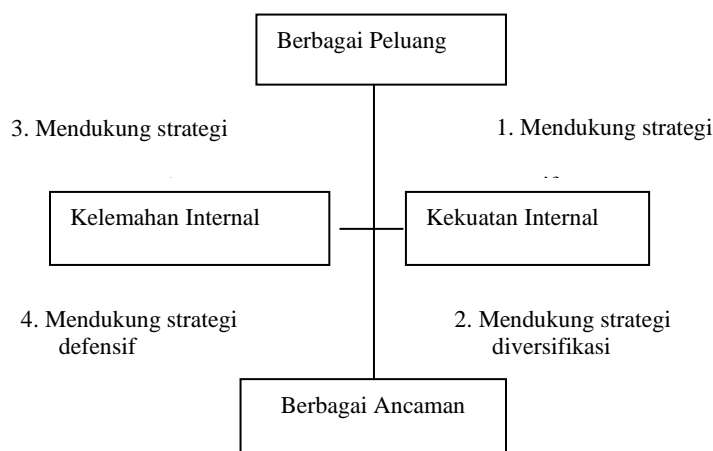 Berbagai Peluang
3. Mendukung strategi
1. Mendukung strategi
Kelemahan Internal
Kekuatan Internal
4. Mendukung strategi
defensif
2. Mendukung strategi
diversifikasi
Berbagai Ancaman